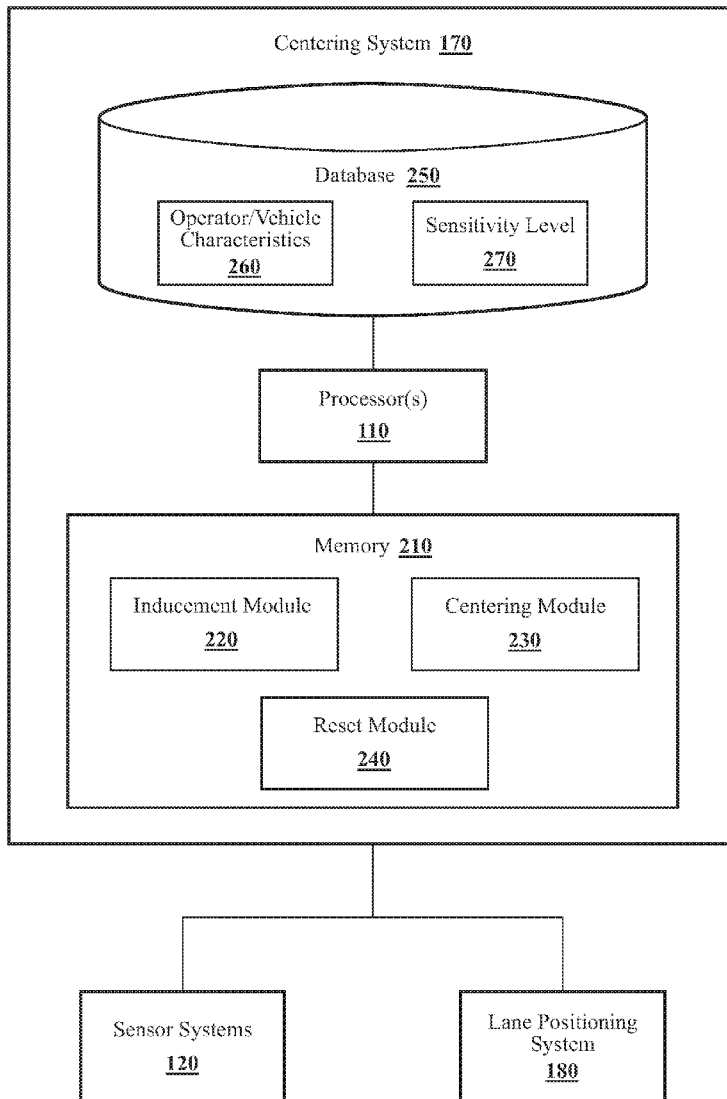 Centering System 170
Database 250
Operator/Vehicle
Characteristics
260
Sensitivity Level
270
Processor(s)
110
Memory 210
Inducement Module
220
Centering Module
230
Reset Module
240
Sensor Systems
120
Lane Positioning
System
180